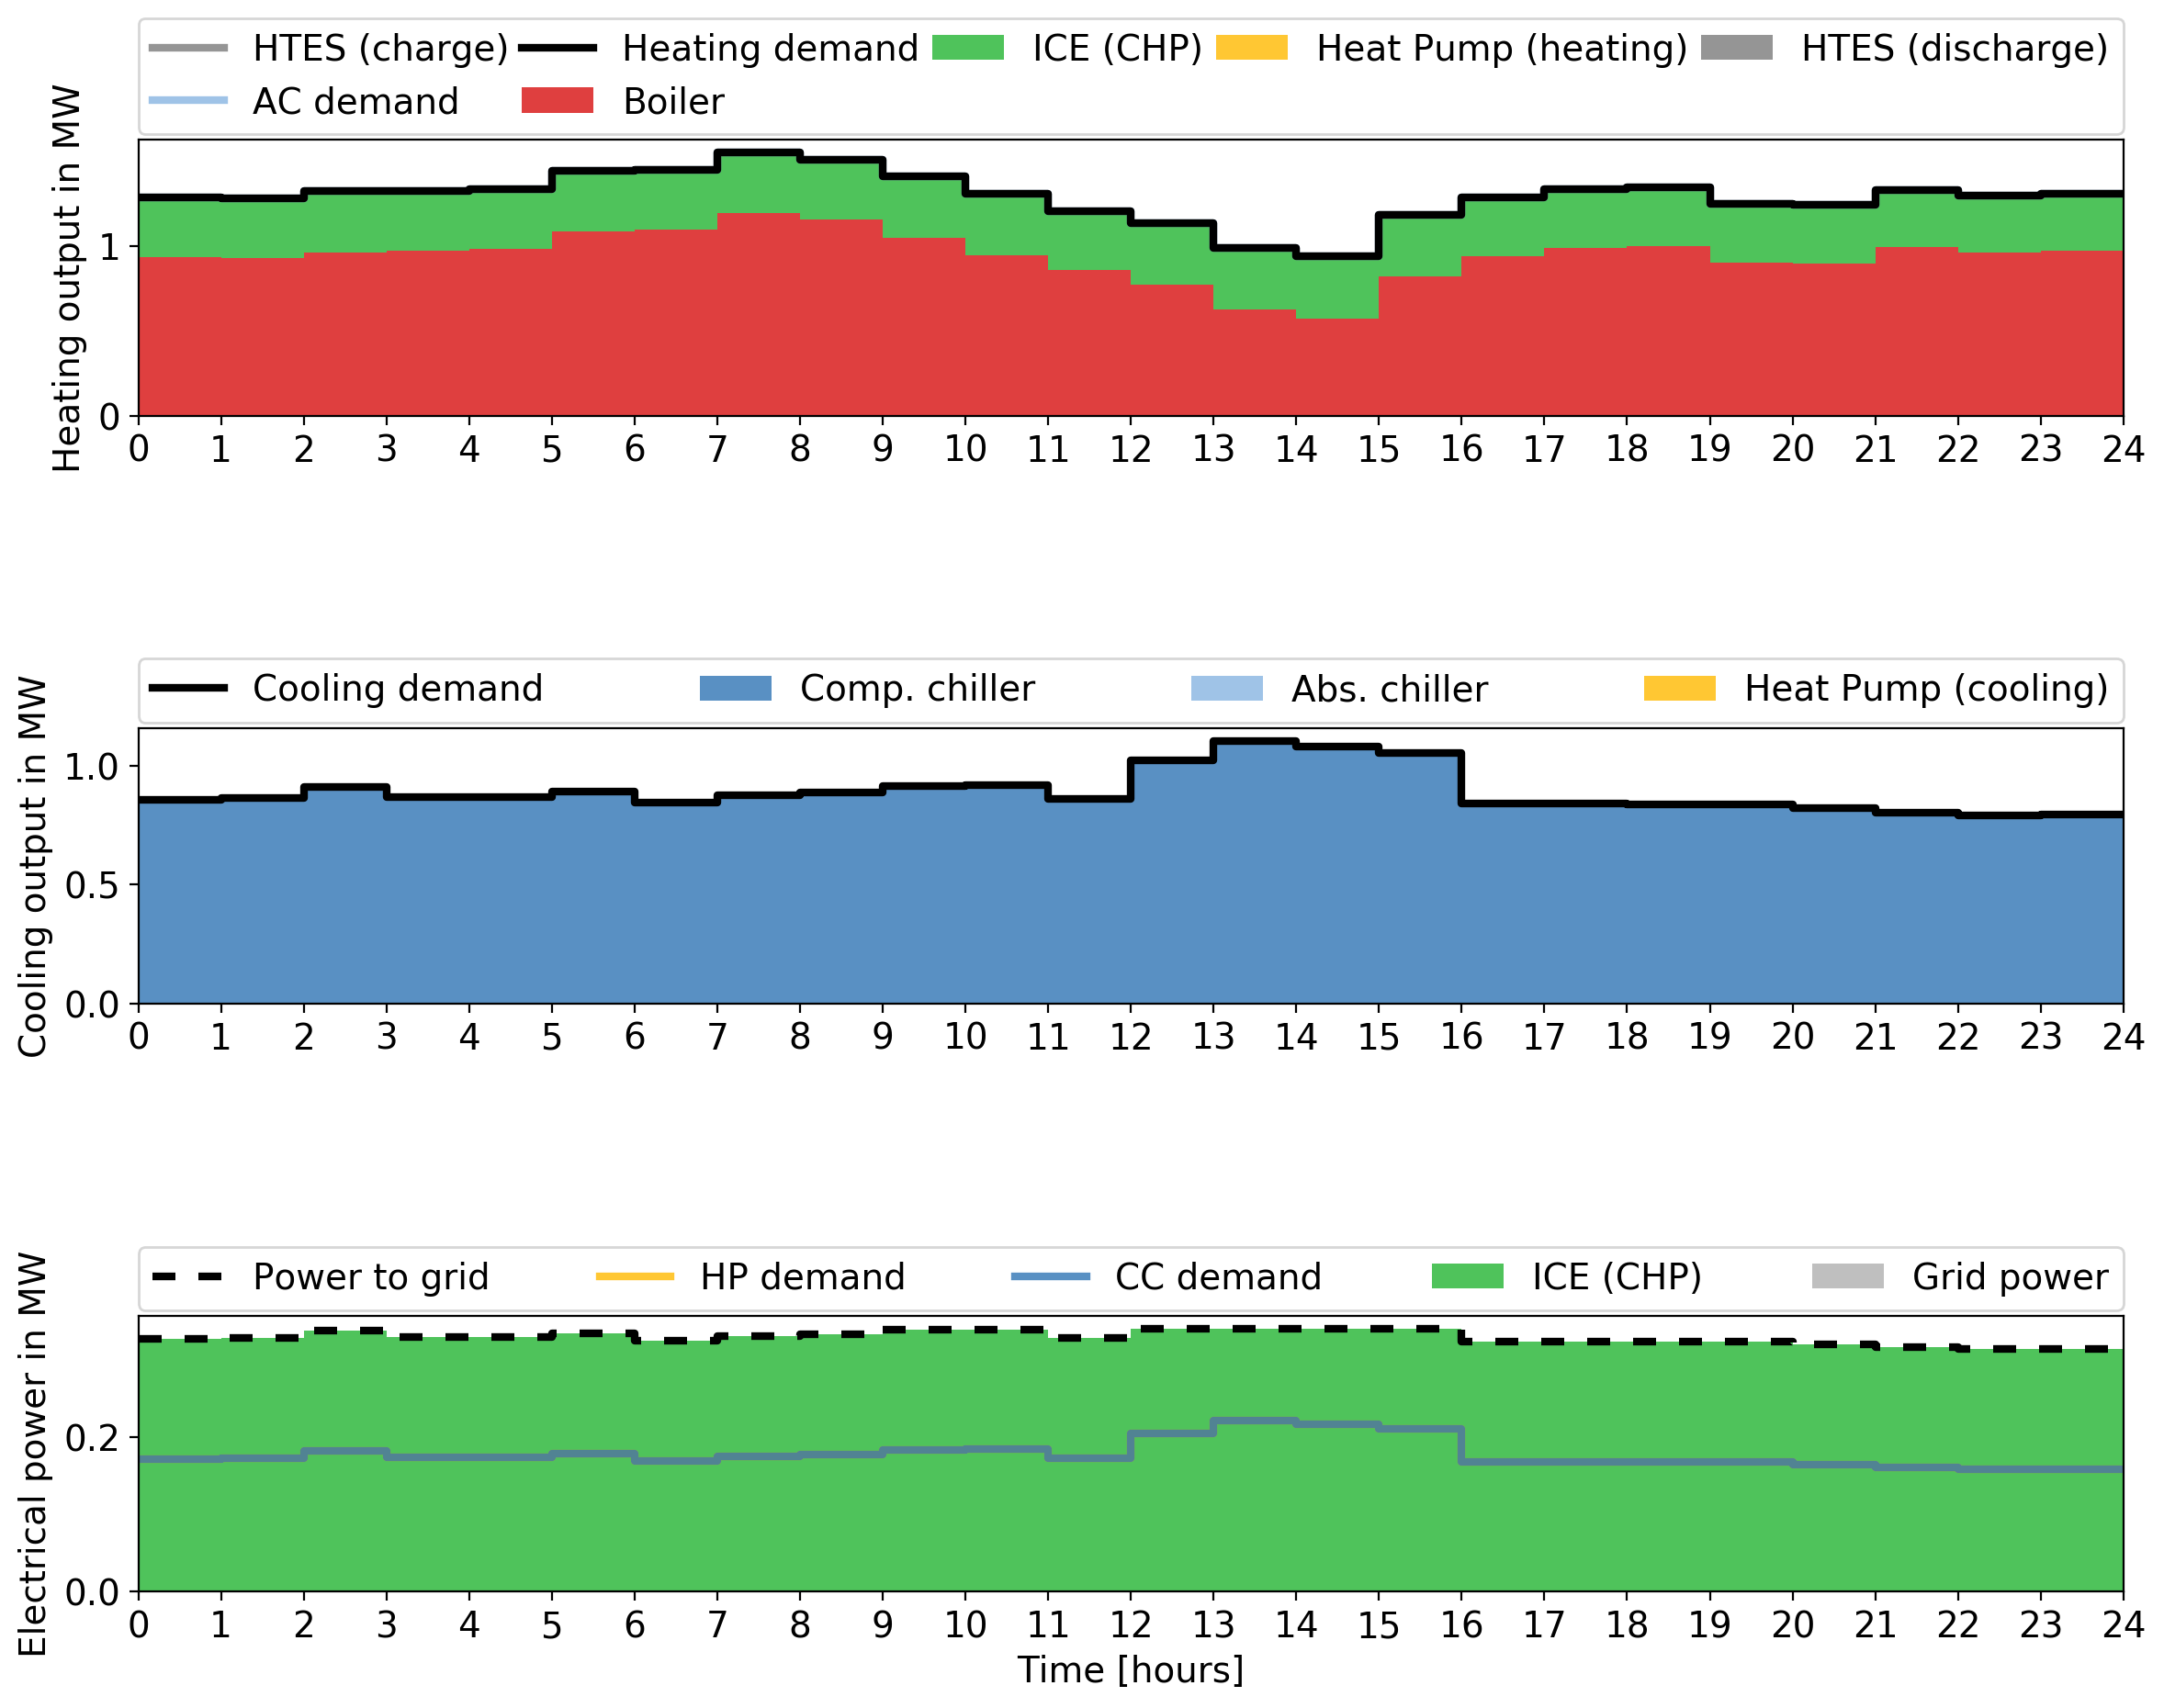 HTES (charge) Heating demand ICE (CHP) Heat Pump (heating) HTES (discharge)
AC demand Boiler
Heating output in MW
1
0
0 1 2 3 4 5 6 7 8 9 10 11 12 13 14 15 16 17 18 19 20 21 22 23 24
Cooling demand Comp. chiller Abs. chiller Heat Pump (cooling)
Cooling output in MW
1.0
0.5
0.0
0 1 2 3 4 5 6 7 8 9 10 11 12 13 14 15 16 17 18 19 20 21 22 23 24
Power to grid HP demand CC demand ICE (CHP) Grid power
Electrical power in MW
0.2
0.0
0 1 2 3 4 5 6 7 8 9 10 11 12 13 14 15 16 17 18 19 20 21 22 23 24
Time [hours]